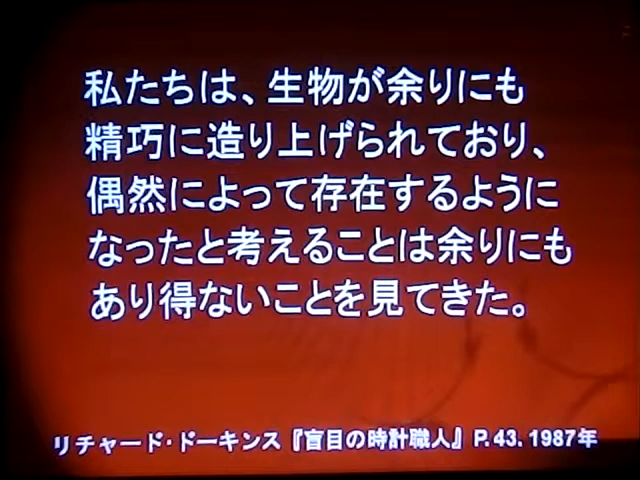 私たちは、生物が余りにも
精巧に造り上げられており、
偶然によって存在するように
なったと考えることは余りにも
あり得ないことを見てきた。
リチャード・ドーキンス『盲目の時計職人』P.43. 1987年